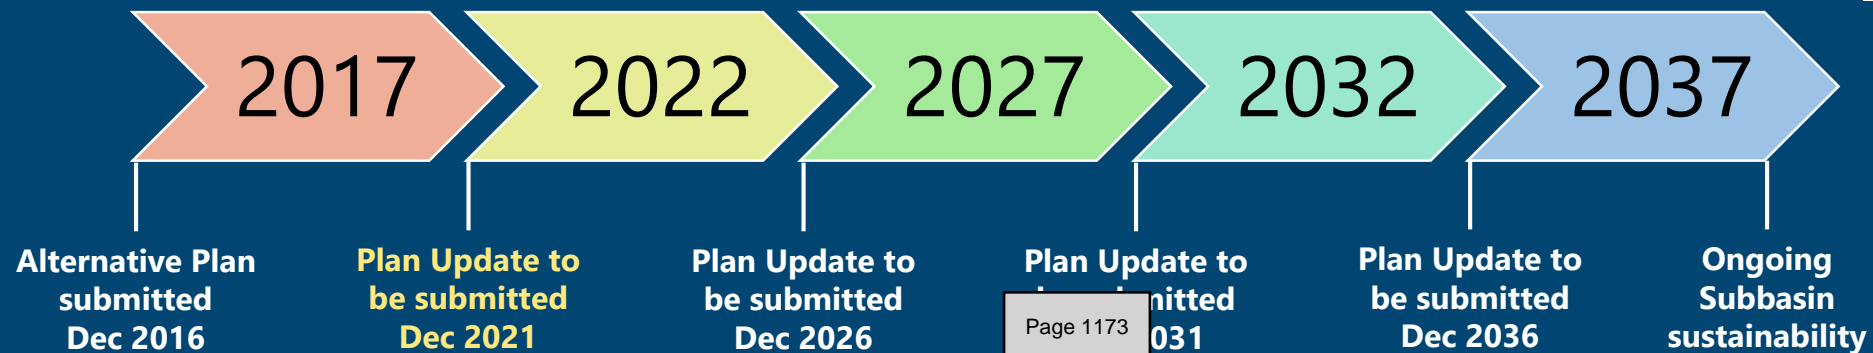 2017
2022
2027
2032
2037
Alternative Plan
submitted
Dec 2016
Plan Update to
be submitted
Dec 2021
Plan Update to
be submitted
Dec 2026
Plan Update to
Page 1173
Plan Update to
be submitted
Dec 2036
Ongoing
Subbasin
sustainability